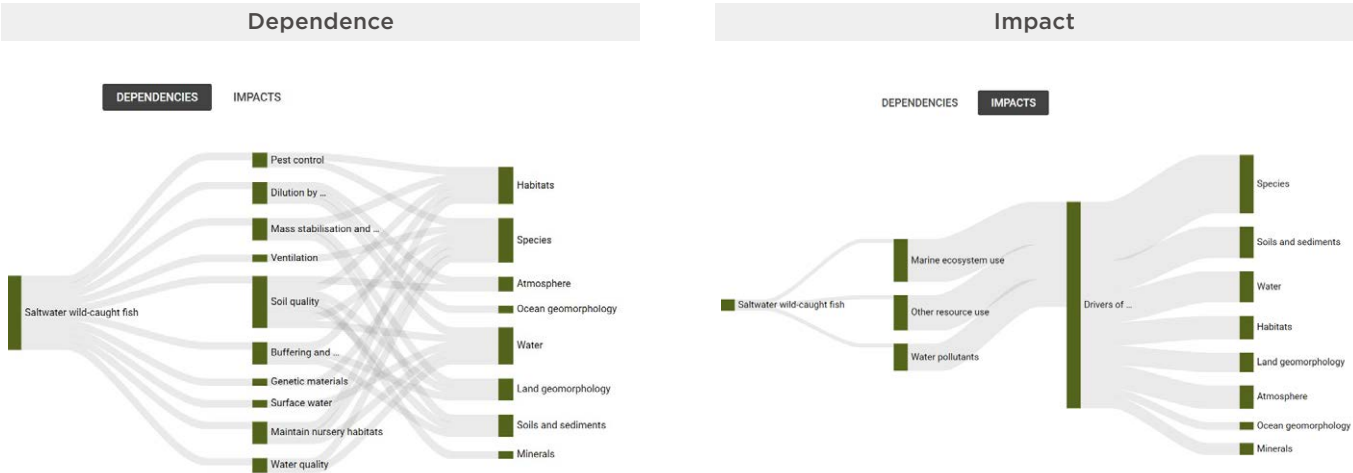 Dependence
DEPENDENCIES IMPACTS
Saltwater wild-caught fish
Pest control
Dilution by ...
Mass stabilisation and ...
Ventilation
Soil quality
Buffering and ...
Genetic materials
Surface water
Maintain nursery habitats
Water quality
Habitats
Species
Atmosphere
Ocean geomorphology
Water
Land geomorphology
Soils and sediments
Minerals
Impact
DEPENDENCIES IMPACTS
Saltwater wild-caught fish
Marine ecosystem use
Other resource use
Water pollutants
Drivers of ...
Species
Soils and sediments
Water
Habitats
Land geomorphology
Atmosphere
Ocean geomorphology
Minerals